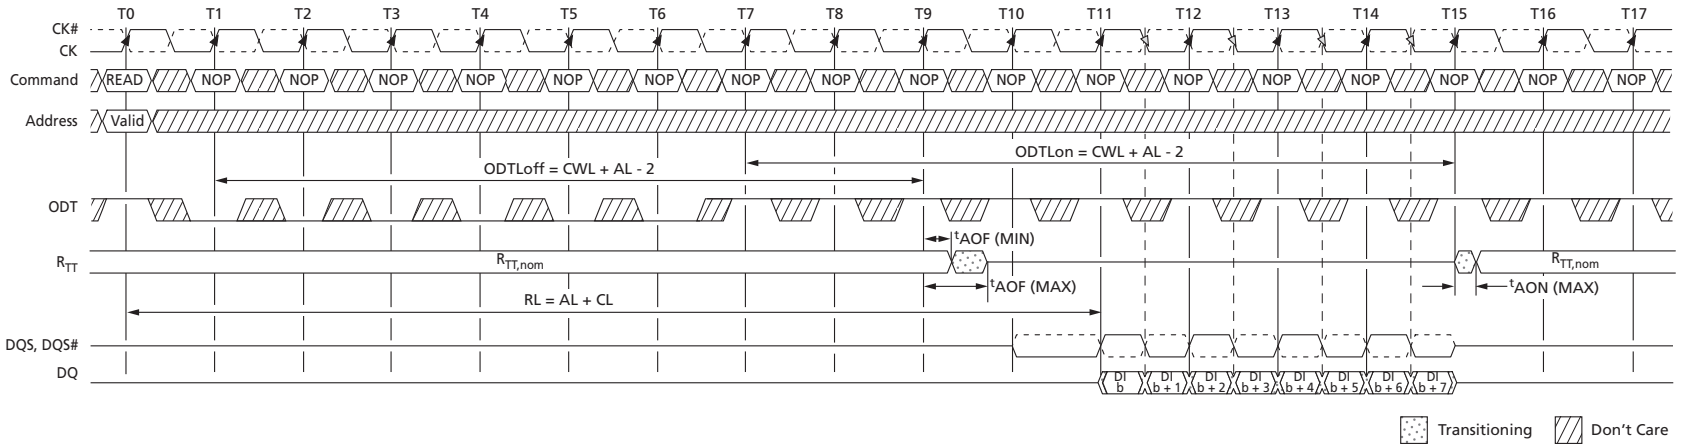 T0 T1 T2 T3 T4 T5 T6 T7 T8 T9 T10 T11 T12 T13 T14 T15 T16 T17
CK#
CK
Command READ NOP NOP NOP NOP NOP NOP NOP NOP NOP NOP NOP NOP NOP NOP NOP NOP NOP
Address Valid
ODTLon = CWL + AL - 2
ODTLoff = CWL + AL - 2
ODT
tAOF (MIN)
RTT RTT,nom RTT,nom
tAOF (MAX) tAON (MAX)
RL = AL + CL
DQS, DQS#
DQ DI b DI b + 1 DI b + 2 DI b + 3 DI b + 4 DI b + 5 DI b + 6 DI b + 7
Transitioning Don't Care